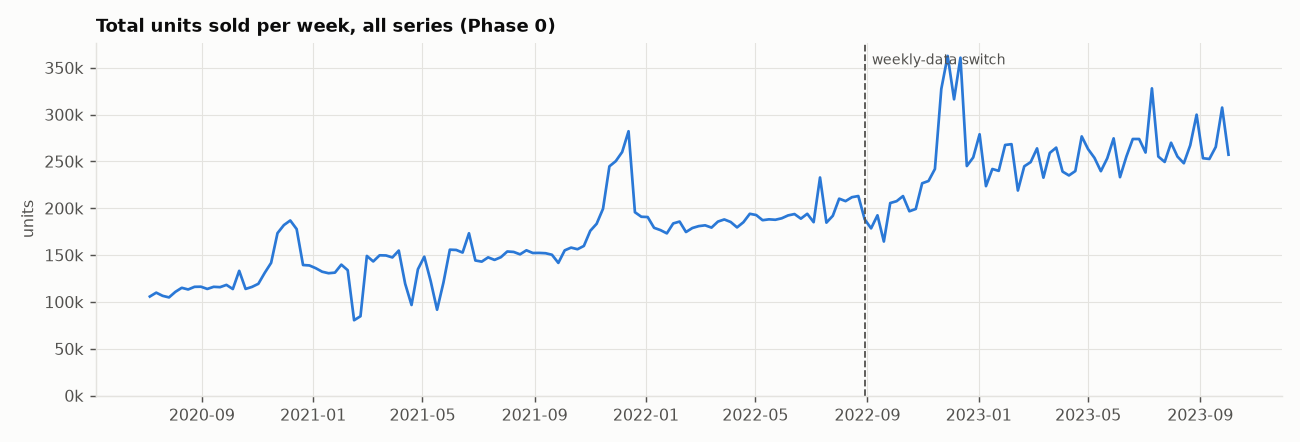 Total units sold per week, all series (Phase 0)
weekly-data switch
350k
300k
250k
200k
150k
100k
50k
0k
units
2020-09 2021-01 2021-05 2021-09 2022-01 2022-05 2022-09 2023-01 2023-05 2023-09